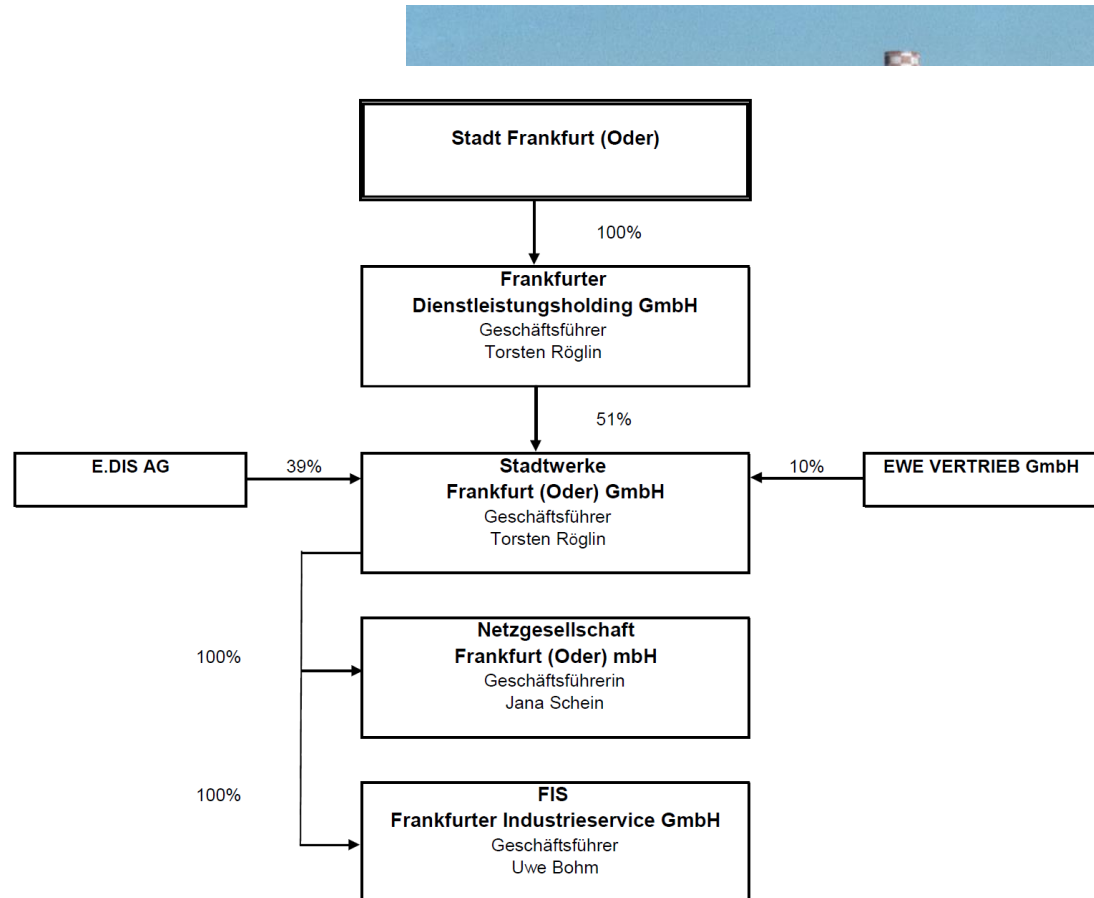 Stadt Frankfurt (Oder)
100%
Frankfurter
Dienstleistungsholding GmbH
Geschäftsführer
Torsten Röglin
51%
E.DIS AG
39%
Stadtwerke
Frankfurt (Oder) GmbH
Geschäftsführer
Torsten Röglin
10%
EWE VERTRIEB GmbH
100%
Netzgesellschaft
Frankfurt (Oder) mbH
Geschäftsführerin
Jana Schein
100%
FIS
Frankfurter Industrieservice GmbH
Geschäftsführer
Uwe Bohm